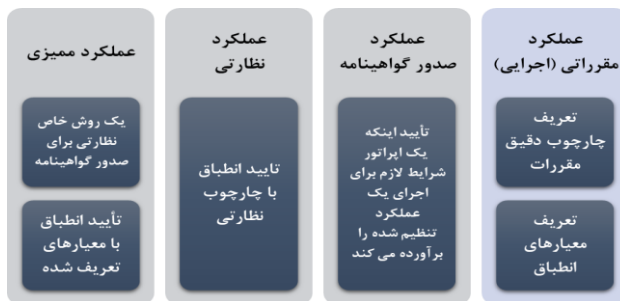 عملکرد
مقرراتی (اجرایی)
تعریف
چارچوب دقیق
مقررات
تعریف
معیارهای
انطباق
عملکرد
صدور گواهینامه
تأیید اینکه
یک اپراتور
شرایط لازم برای
اجرای یک
عملکرد
تنظیم شده را
برآورده می کند
عملکرد
نظارتی
تایید انطباق
با چارچوب
نظارتی
عملکرد ممیزی
یک روش خاص
نظارتی برای
صدور گواهینامه
تأیید انطباق
با معیارهای
تعریف شده